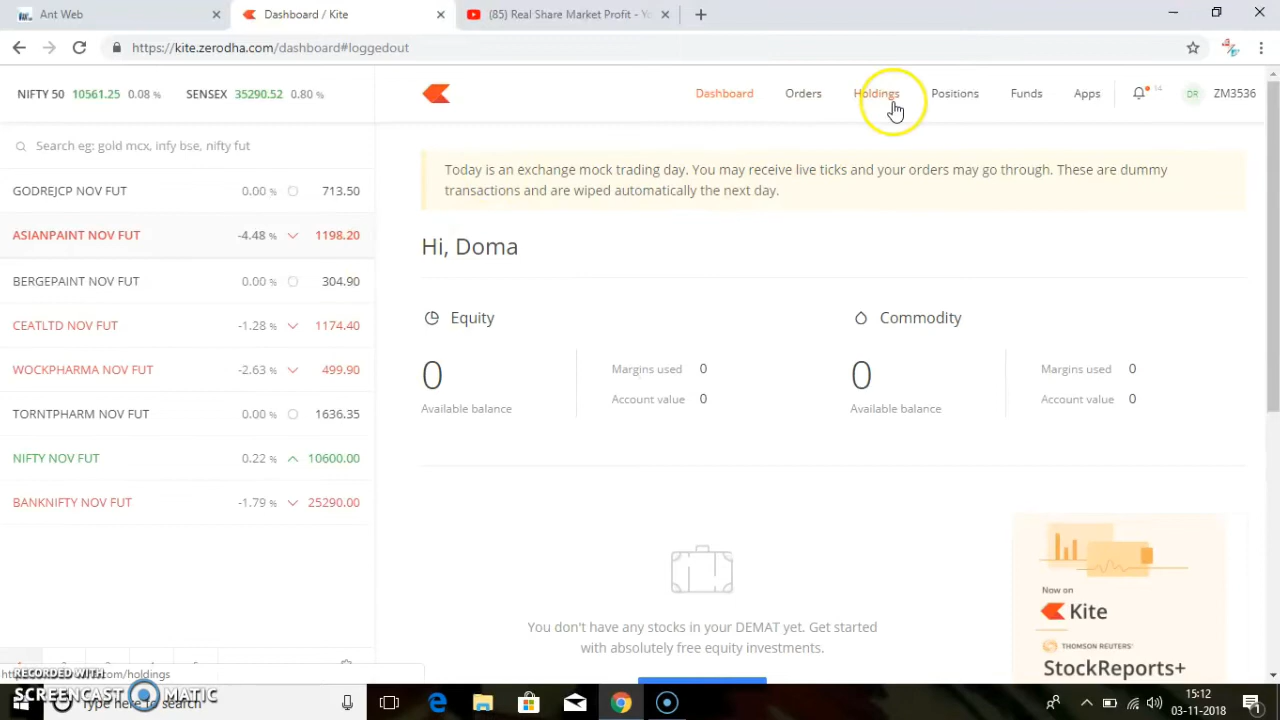 Ant Web
Dashboard / Kite
(85) Real Share Market Profit - Yo
https://kite.zerodha.com/dashboard#loggedout
NIFTY 50 10561.25 0.08 % SENSEX 35290.52 0.80 %
Dashboard Orders Holdings Positions Funds Apps 14 DR ZM3536
Search eg: gold mcx, infy bse, nifty fut
GODREJCP NOV FUT 0.00 % 713.50
ASIANPAINT NOV FUT -4.48 % 1198.20
BERGEPAINT NOV FUT 0.00 % 304.90
CEATLTD NOV FUT -1.28 % 1174.40
WOCKPHARMA NOV FUT -2.63 % 499.90
TORNTPHARM NOV FUT 0.00 % 1636.35
NIFTY NOV FUT 0.22 % 10600.00
BANKNIFTY NOV FUT -1.79 % 25290.00
Today is an exchange mock trading day. You may receive live ticks and your orders may go through. These are dummy
transactions and are wiped automatically the next day.
Hi, Doma
Equity
0
Available balance
Margins used 0
Account value 0
Commodity
0
Available balance
Margins used 0
Account value 0
You don't have any stocks in your DEMAT yet. Get started
with absolutely free equity investments.
Now on
Kite
THOMSON REUTERS
StockReports+
com/holdings
RECORDED WITH
SCREENCAST MATIC
Type here to search
15:12
03-11-2018